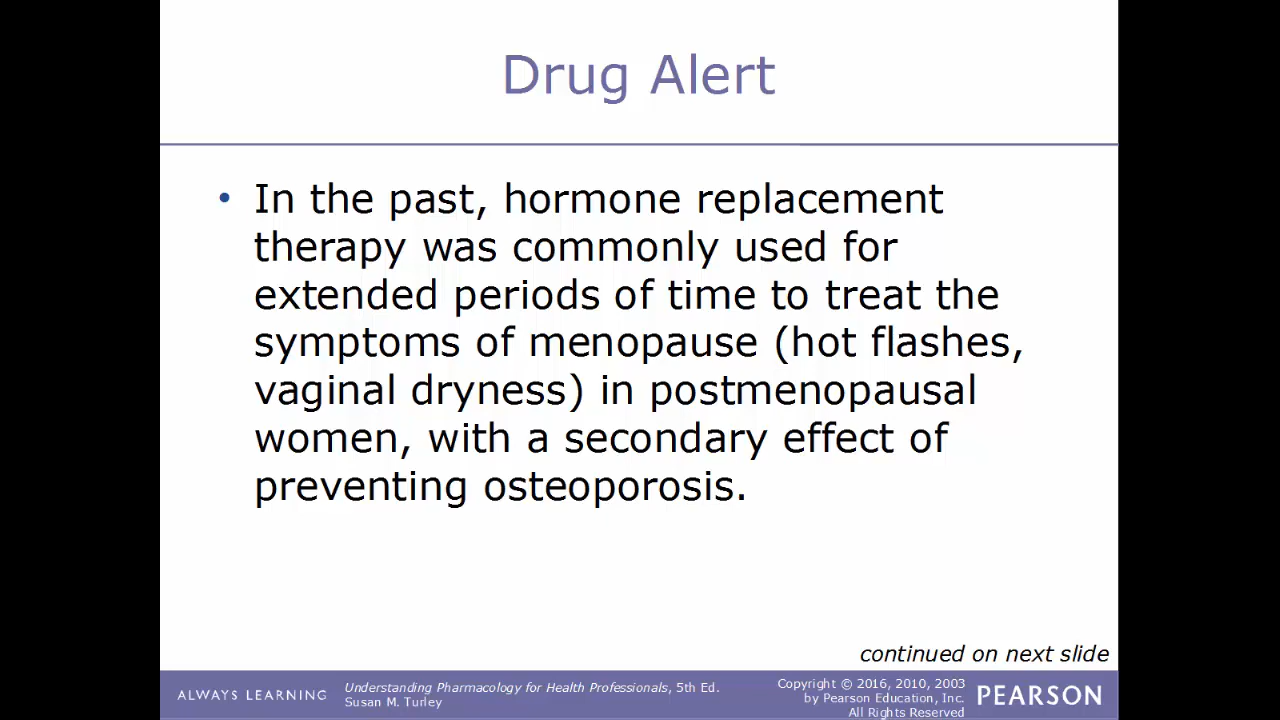 Drug Alert
• In the past, hormone replacement
therapy was commonly used for
extended periods of time to treat the
symptoms of menopause (hot flashes,
vaginal dryness) in postmenopausal
women, with a secondary effect of
preventing osteoporosis.
continued on next slide
ALWAYS LEARNING
Understanding Pharmacology for Health Professionals, 5th Ed.
Susan M. Turley
Copyright © 2016, 2010, 2003
by Pearson Education, Inc.
All Rights Reserved
PEARSON